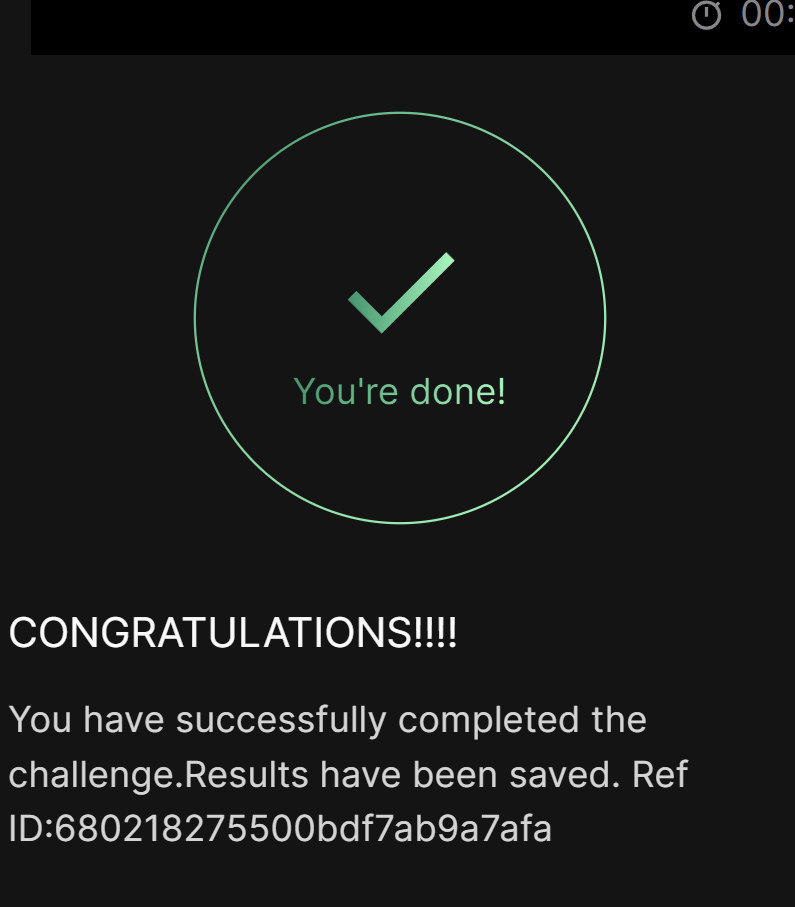 00:
You're done!
CONGRATULATIONS!!!!
You have successfully completed the
challenge.Results have been saved. Ref
ID:680218275500bdf7ab9a7afa